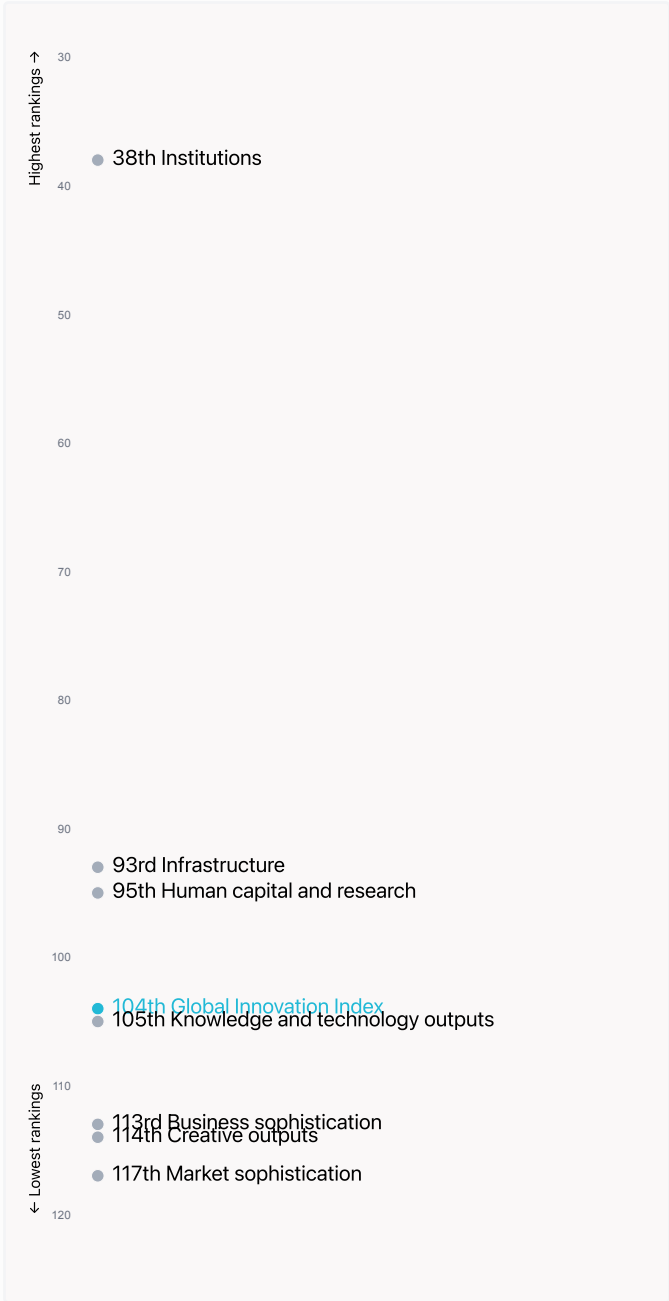 Highest rankings →
30
38th Institutions
40
50
60
70
80
90
93rd Infrastructure
95th Human capital and research
100
104th Global Innovation Index
105th Knowledge and technology outputs
110
113rd Business sophistication
114th Creative outputs
117th Market sophistication
← Lowest rankings
120